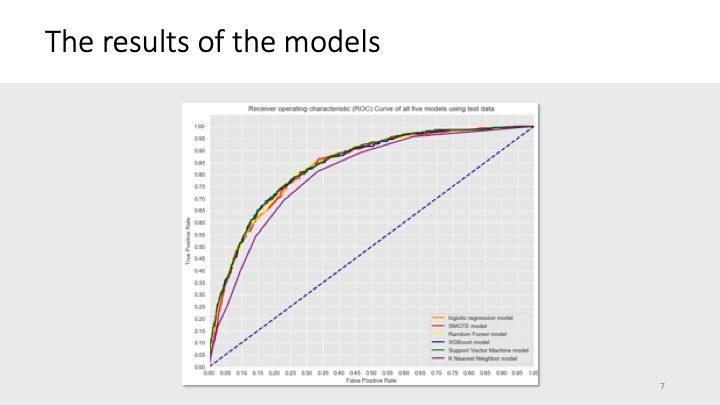 The results of the models
Receiver operating characteristic (ROC) Curve of all five models using test data
1.00
0.95
0.90
0.85
0.80
0.75
0.70
0.65
0.60
0.55
0.50
0.45
0.40
0.35
0.30
0.25
0.20
0.15
0.10
0.05
0.00
True Positive Rate
logistic regression model
SMOTE model
Random Forest model
XGBoost model
Support Vector Machine model
K Nearest Neighbor model
0.00 0.05 0.10 0.15 0.20 0.25 0.30 0.35 0.40 0.45 0.50 0.55 0.60 0.65 0.70 0.75 0.80 0.85 0.90 0.95 1.00
False Positive Rate
7